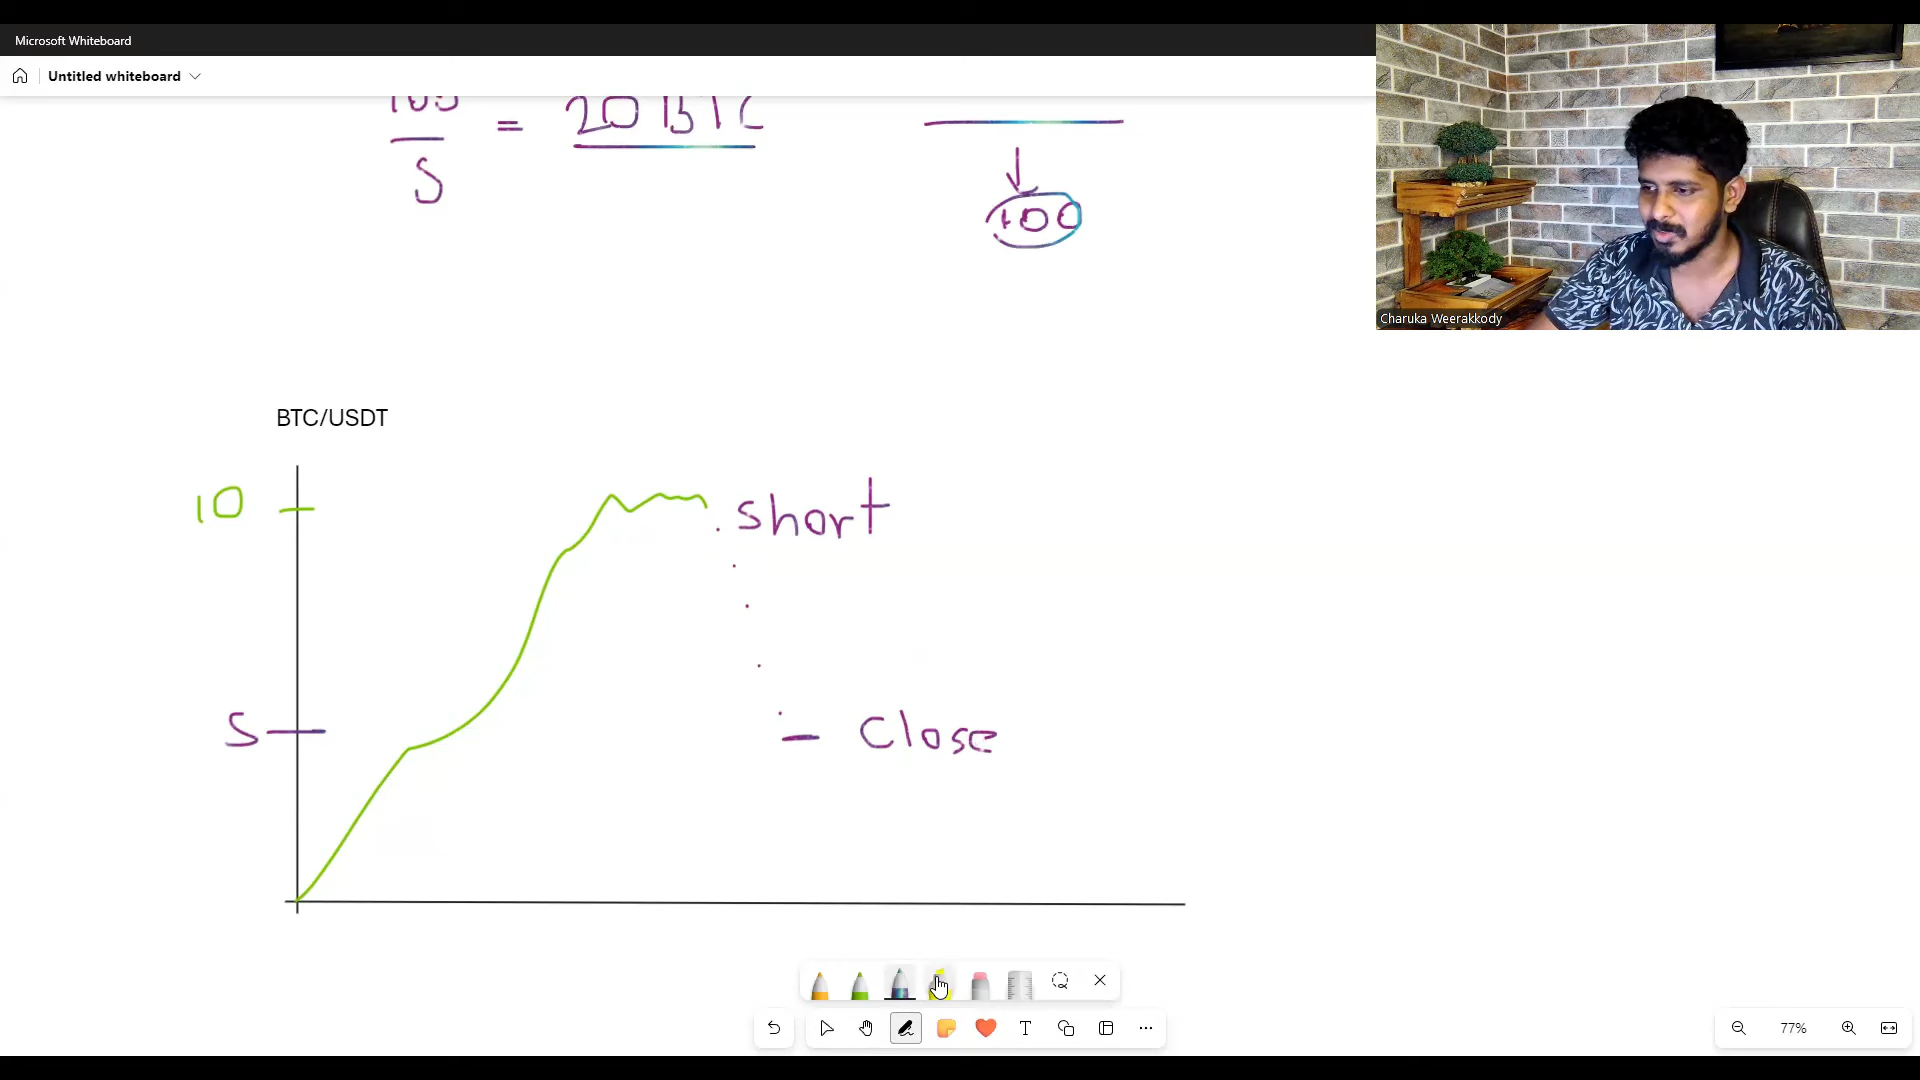 Microsoft Whiteboard
Untitled whiteboard
= 20 BTC
5
100
Charuka Weerakkody
BTC/USDT
10
short
5
Close
T
77%